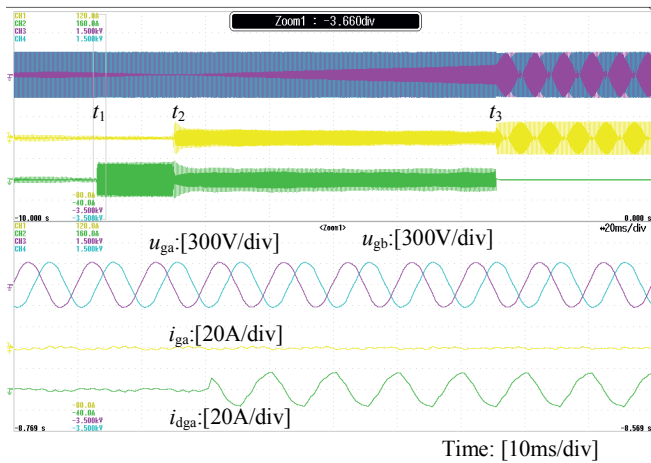 CH1 120.0A
CH2 160.0A
CH3 1.500kV
CH4 1.500kV
Zoom1 : -3.660div
t1 t2 t3
-80.0A
-40.0A
-3.500kV
-3.500kV
-10.000 s 0.000 s
CH1 120.0A
CH2 160.0A
CH3 1.500kV
CH4 1.500kV
<Zoom1>
↔20ms/div
uga:[300V/div] ugb:[300V/div]
iga:[20A/div]
idga:[20A/div]
-80.0A
-40.0A
-3.500kV
-3.500kV
-8.769 s -8.569 s
Time: [10ms/div]